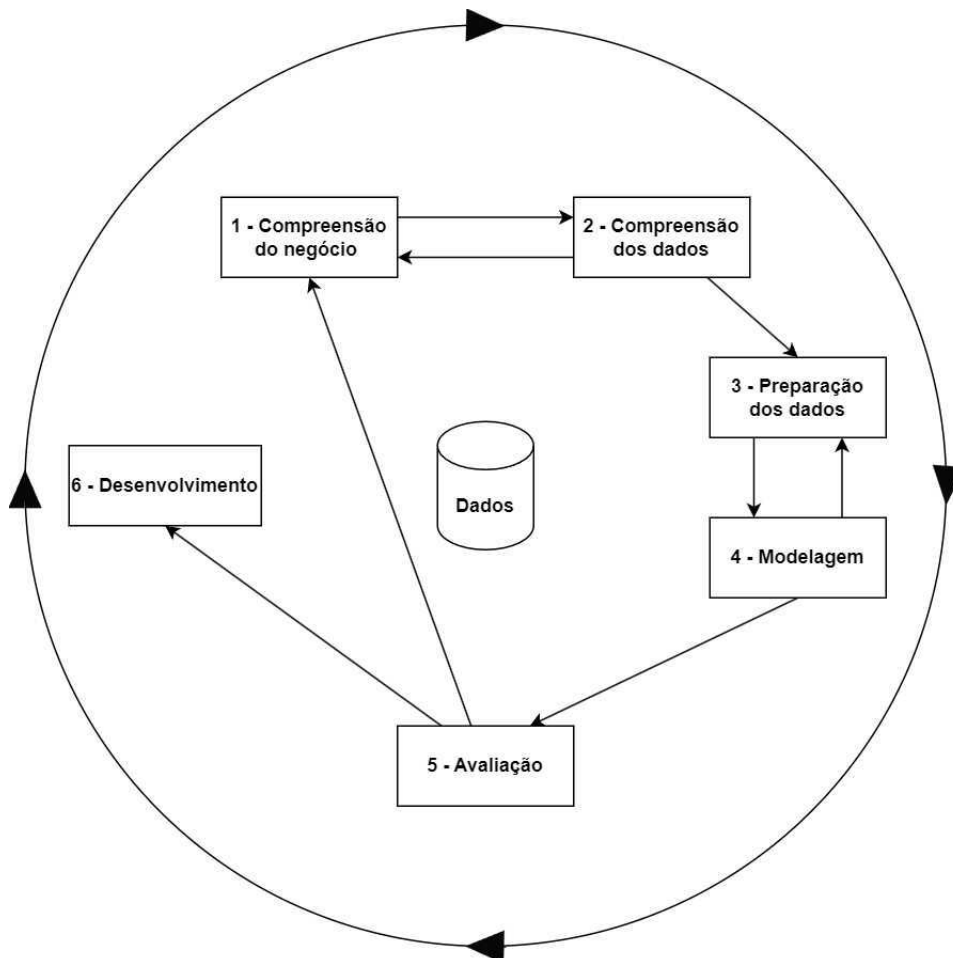 1 - Compreensão
do negócio
2 - Compreensão
dos dados
3 - Preparação
dos dados
6 - Desenvolvimento
Dados
4 - Modelagem
5 - Avaliação